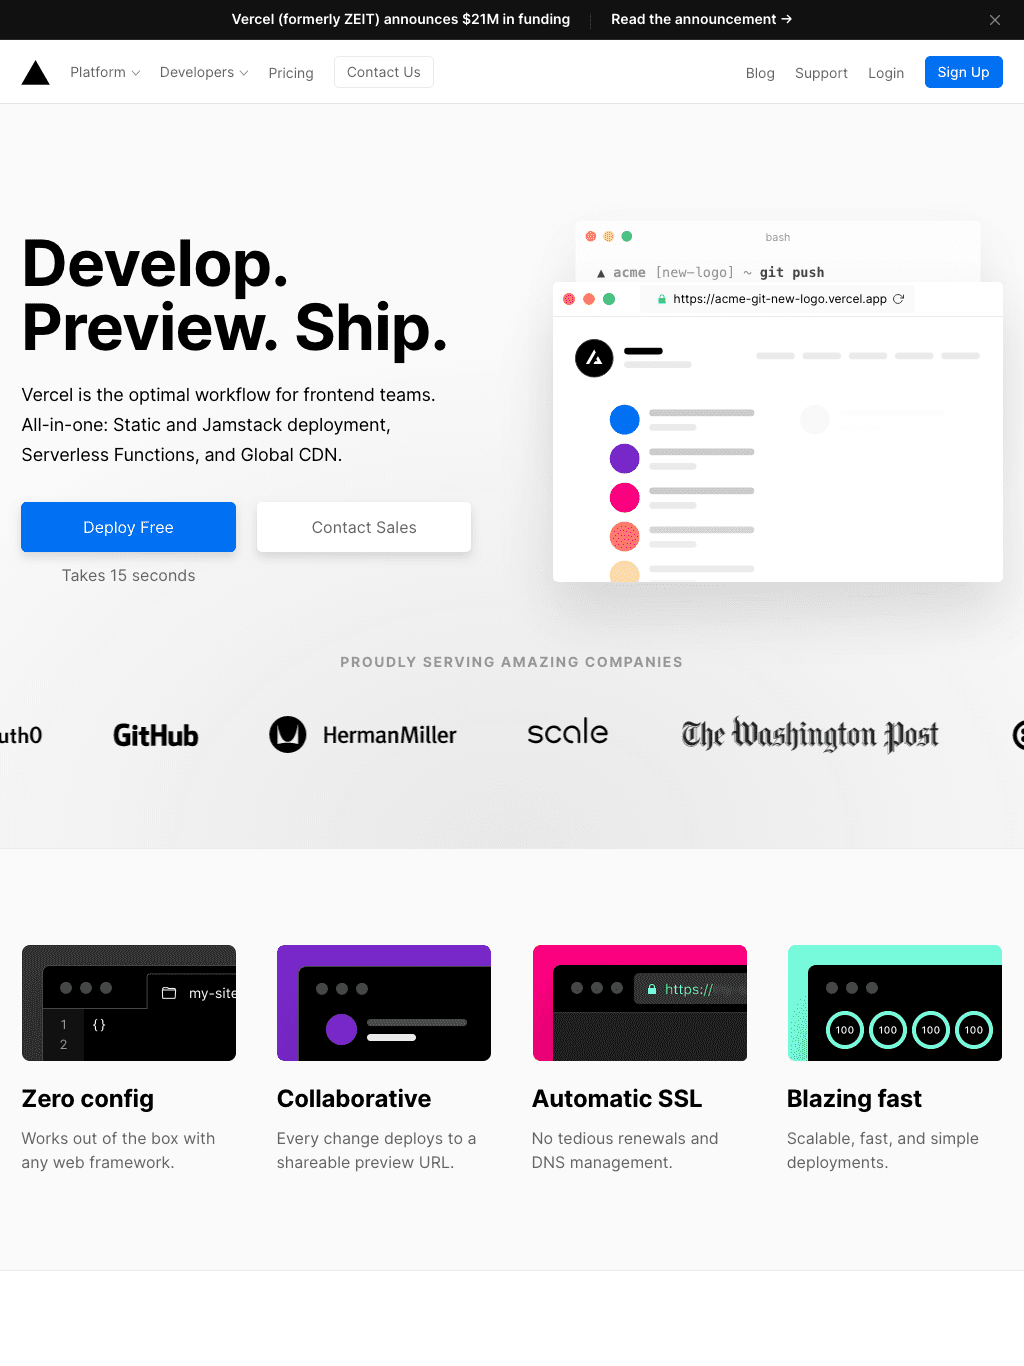 Vercel (formerly ZEIT) announces $21M in funding
Read the announcement →
Platform
Developers
Pricing
Contact Us
Blog
Support
Login
Sign Up
Develop.
Preview. Ship.
Vercel is the optimal workflow for frontend teams.
All-in-one: Static and Jamstack deployment,
Serverless Functions, and Global CDN.
Deploy Free
Contact Sales
Takes 15 seconds
bash
▲ acme [new-logo] ~ git push
https://acme-git-new-logo.vercel.app
PROUDLY SERVING AMAZING COMPANIES
uth0
GitHub
HermanMiller
scale
The Washington Post
my-site
1 {}
2
https://
100 100 100 100
Zero config
Works out of the box with
any web framework.
Collaborative
Every change deploys to a
shareable preview URL.
Automatic SSL
No tedious renewals and
DNS management.
Blazing fast
Scalable, fast, and simple
deployments.